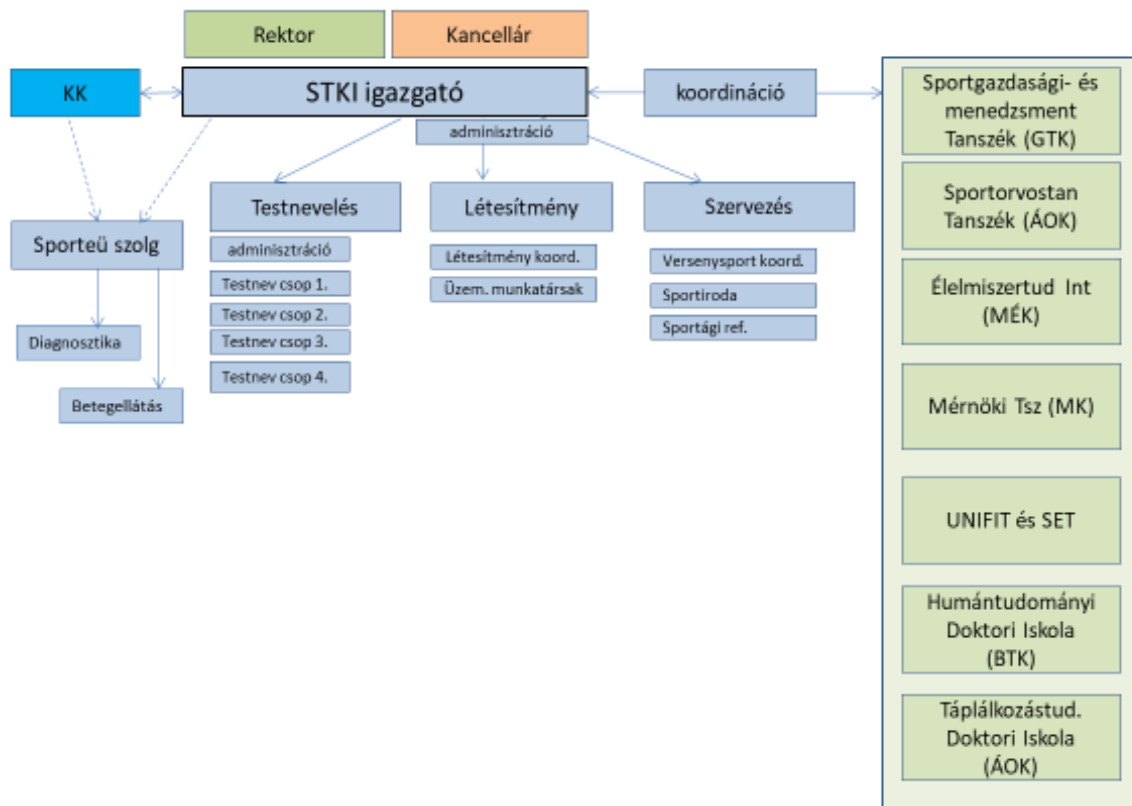 Rektor
Kancellár
KK
STKI igazgató
koordináció
adminisztráció
Testnevelés
Létesítmény
Szervezés
Sporteü szolg
adminisztráció
Testnev csop 1.
Testnev csop 2.
Testnev csop 3.
Testnev csop 4.
Létesítmény koord.
Üzem. munkatársak
Versenysport koord.
Sportiroda
Sportági ref.
Diagnosztika
Betegellátás
Sportgazdasági- és
menedzsment
Tanszék (GTK)
Sportorvostan
Tanszék (ÁOK)
Élelmiszertud Int
(MÉK)
Mérnöki Tsz (MK)
UNIFIT és SET
Humántudományi
Doktori Iskola
(BTK)
Táplálkozástud.
Doktori Iskola
(ÁOK)